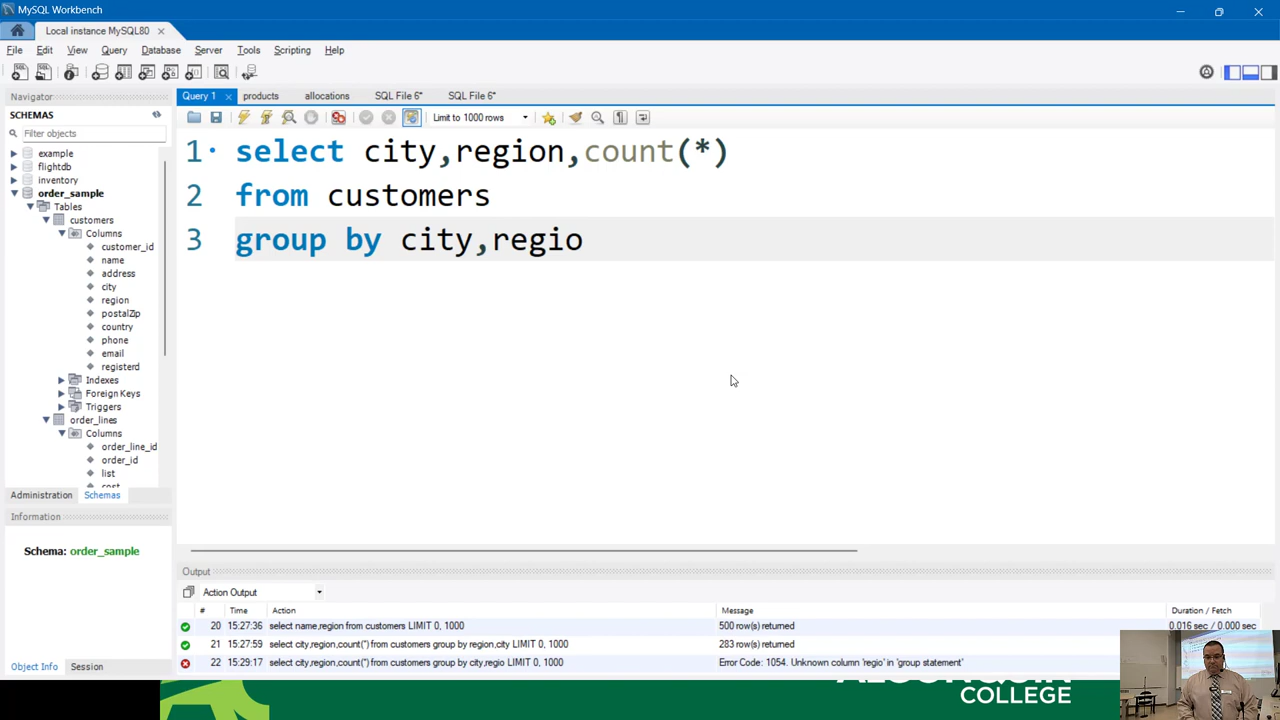 MySQL Workbench
Local instance MySQL80
File Edit View Query Database Server Tools Scripting Help
Navigator
SCHEMAS
Filter objects
example
flightdb
inventory
order_sample
Tables
customers
Columns
customer_id
name
address
city
region
postalZip
country
phone
email
registerd
Indexes
Foreign Keys
Triggers
order_lines
Columns
order_line_id
order_id
list
cost
Administration Schemas
Information
Schema: order_sample
Object Info Session
Query 1 products allocations SQL File 6* SQL File 6*
Limit to 1000 rows
1 select city,region,count(*)
2 from customers
3 group by city,regio
Output
Action Output
# Time Action Message Duration / Fetch
20 15:27:36 select name,region from customers LIMIT 0, 1000 500 row(s) returned 0.016 sec / 0.000 sec
21 15:27:59 select city,region,count(*) from customers group by region,city LIMIT 0, 1000 283 row(s) returned
22 15:29:17 select city,region,count(*) from customers group by city,regio LIMIT 0, 1000 Error Code: 1054. Unknown column 'regio' in 'group statement'
ALGONQUIN
COLLEGE